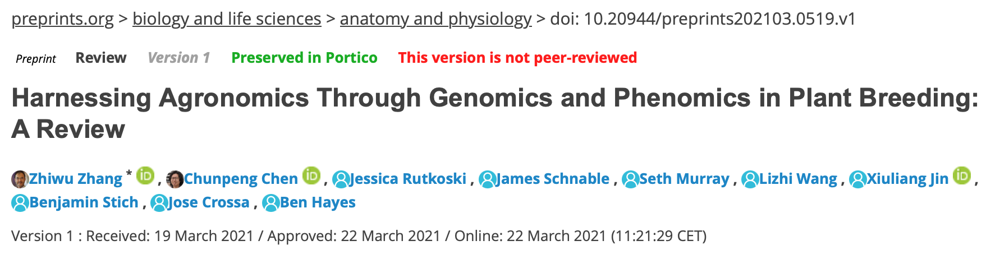 preprints.org > biology and life sciences > anatomy and physiology > doi: 10.20944/preprints202103.0519.v1
Preprint Review Version 1 Preserved in Portico This version is not peer-reviewed
Harnessing Agronomics Through Genomics and Phenomics in Plant Breeding:
A Review
Zhiwu Zhang * iD , Chunpeng Chen iD , Jessica Rutkoski , James Schnable , Seth Murray , Lizhi Wang , Xiuliang Jin iD ,
Benjamin Stich , Jose Crossa , Ben Hayes
Version 1 : Received: 19 March 2021 / Approved: 22 March 2021 / Online: 22 March 2021 (11:21:29 CET)